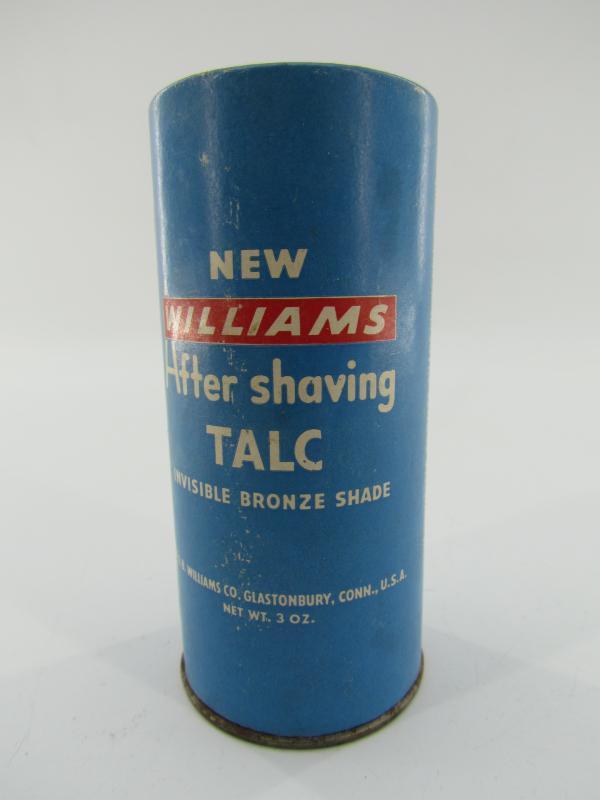 NEW
WILLIAMS
After shaving
TALC
INVISIBLE BRONZE SHADE
B. WILLIAMS CO. GLASTONBURY, CONN., U.S.A.
NET WT. 3 OZ.